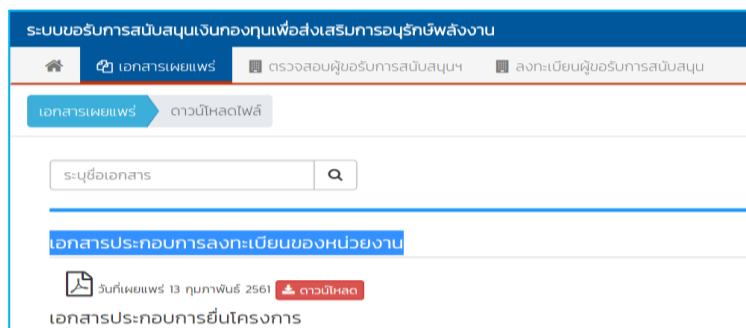 ระบบขอรับการสนับสนุนเงินกองทุนเพื่อส่งเสริมการอนุรักษ์พลังงาน
เอกสารเผยแพร่ ตรวจสอบผู้ขอรับการสนับสนุนฯ ลงทะเบียนผู้ขอรับการสนับสนุน
เอกสารเผยแพร่ ดาวน์โหลดไฟล์
ระบุชื่อเอกสาร
เอกสารประกอบการลงทะเบียนของหน่วยงาน
วันที่เผยแพร่ 13 กุมภาพันธ์ 2561 ดาวน์โหลด
เอกสารประกอบการยื่นโครงการ